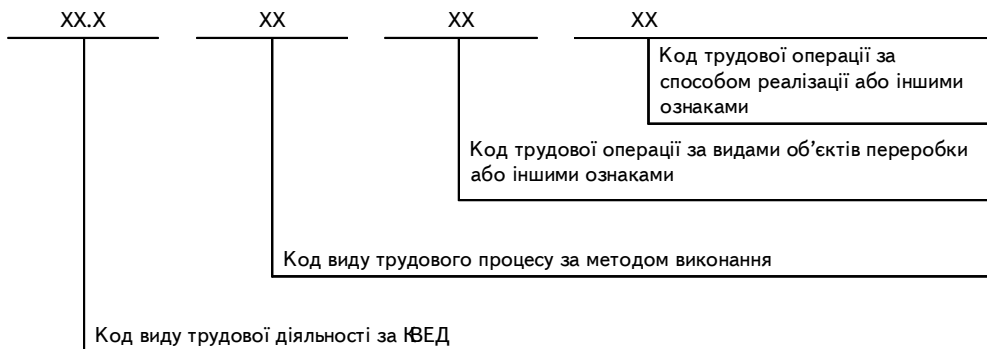 XX.X XX XX XX
Код трудової операції за
способом реалізації або іншими
ознаками
Код трудової операції за видами об’єктів переробки
або іншими ознаками
Код виду трудового процесу за методом виконання
Код виду трудової діяльності за КВЕД